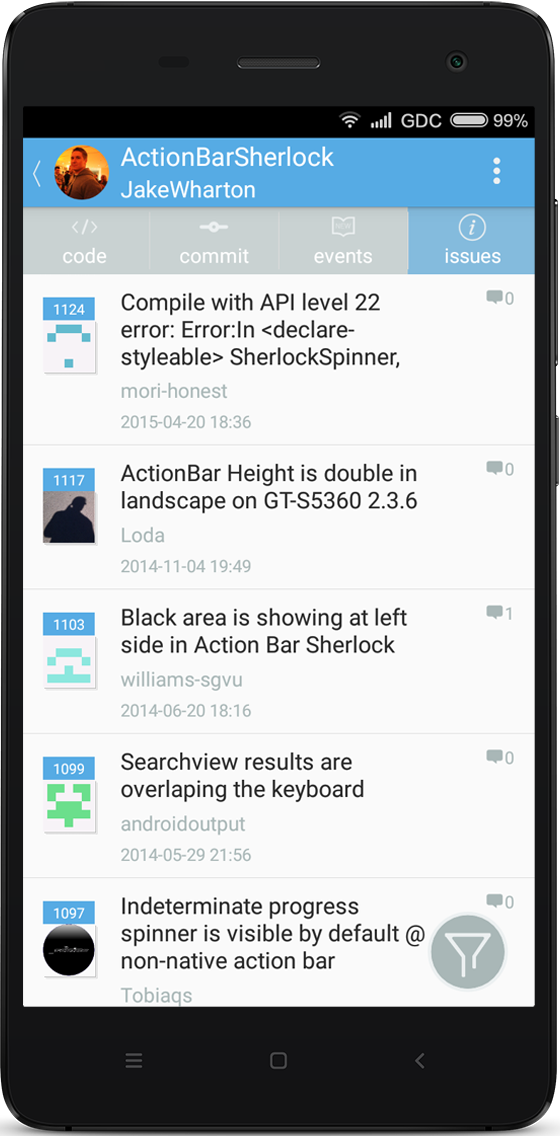 GDC 99%
ActionBarSherlock
JakeWharton
code commit events issues
1124
Compile with API level 22
error: Error:In <declare-
styleable> SherlockSpinner,
0
mori-honest
2015-04-20 18:36
1117
ActionBar Height is double in
landscape on GT-S5360 2.3.6
0
Loda
2014-11-04 19:49
1103
Black area is showing at left
side in Action Bar Sherlock
1
williams-sgvu
2014-06-20 18:16
1099
Searchview results are
overlaping the keyboard
0
androidoutput
2014-05-29 21:56
1097
Indeterminate progress
spinner is visible by default @
non-native action bar
0
Tobiaqs